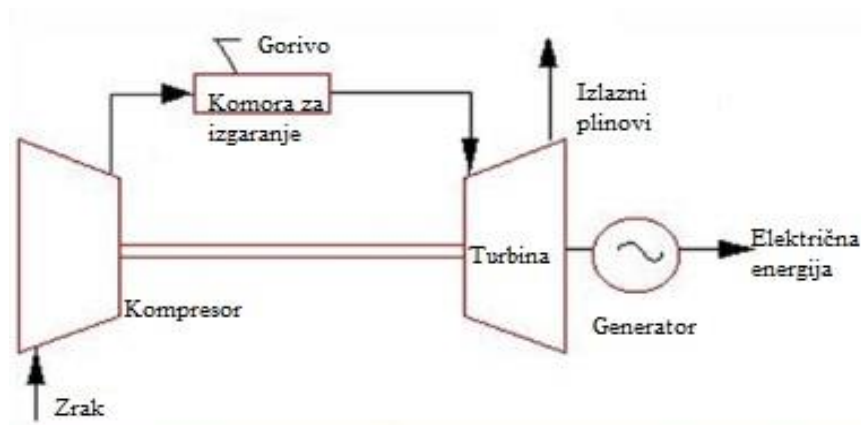 Gorivo
Komora za
izgaranje
Izlazni
plinovi
Turbina
Električna
energija
Kompresor
Generator
Zrak